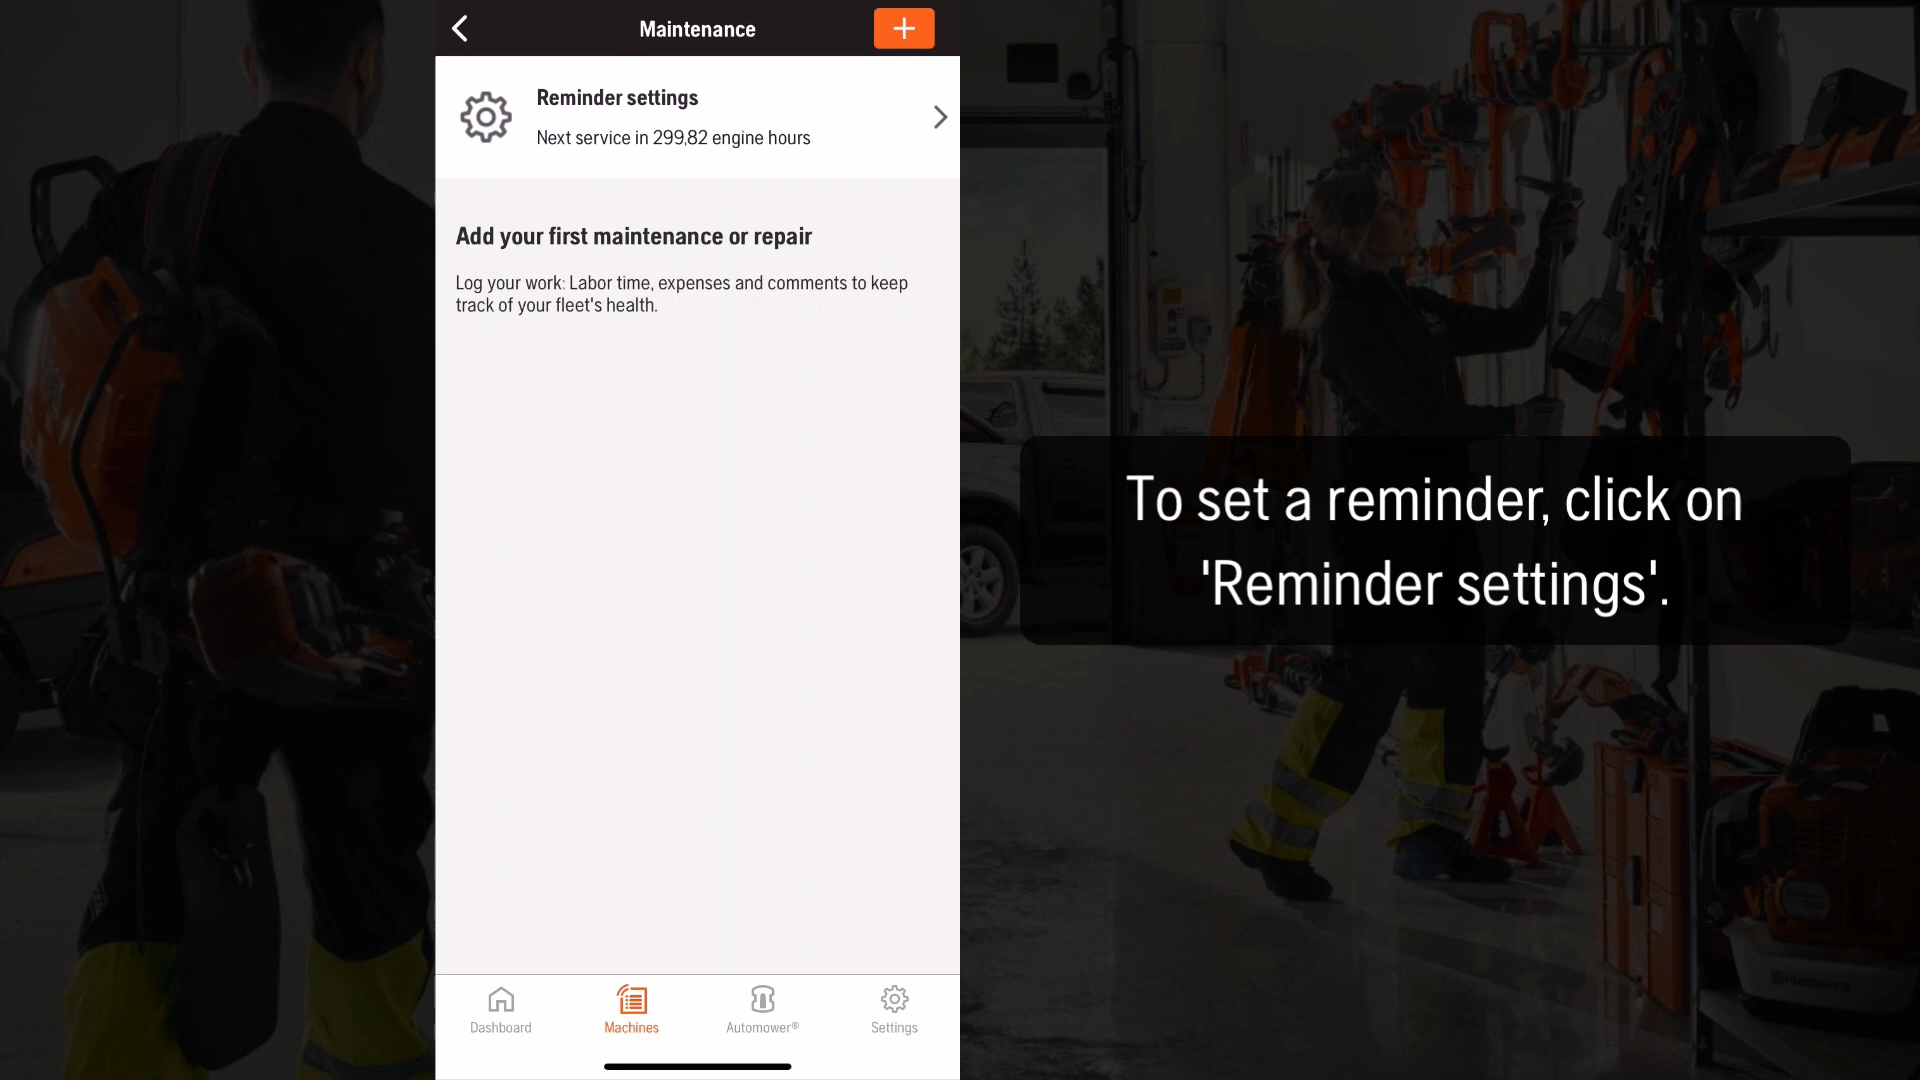 Maintenance
Reminder settings
Next service in 299,82 engine hours
Add your first maintenance or repair
Log your work: Labor time, expenses and comments to keep
track of your fleet's health.
Dashboard
Machines
Automower®
Settings
To set a reminder, click on
'Reminder settings'.
Husqvarna